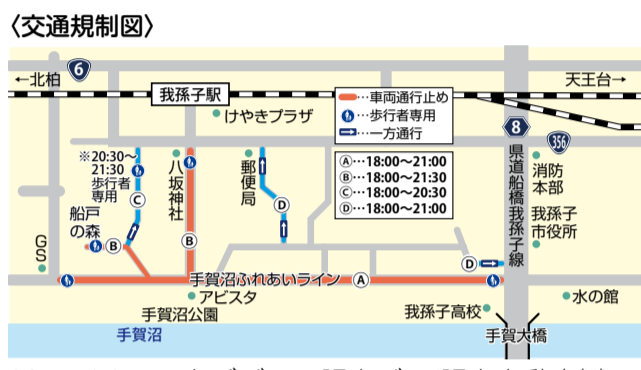 〈交通規制図〉
6
←北柏
天王台→
我孫子駅
けやきプラザ
…車両通行止め
…歩行者専用
…一方通行
8
356
Ⓐ…18:00〜21:00
Ⓑ…18:00〜21:30
Ⓒ…18:00〜20:30
Ⓓ…18:00〜21:00
※20:30〜
21:30
歩行者
専用
八坂神社
郵便局
県道船橋我孫子線
消防
本部
我孫子
市役所
船戸
の森
GS
Ⓒ
Ⓑ
Ⓑ
Ⓓ
Ⓓ
手賀沼ふれあいライン
Ⓐ
アビスタ
手賀沼公園
我孫子高校
水の館
手賀沼
手賀大橋